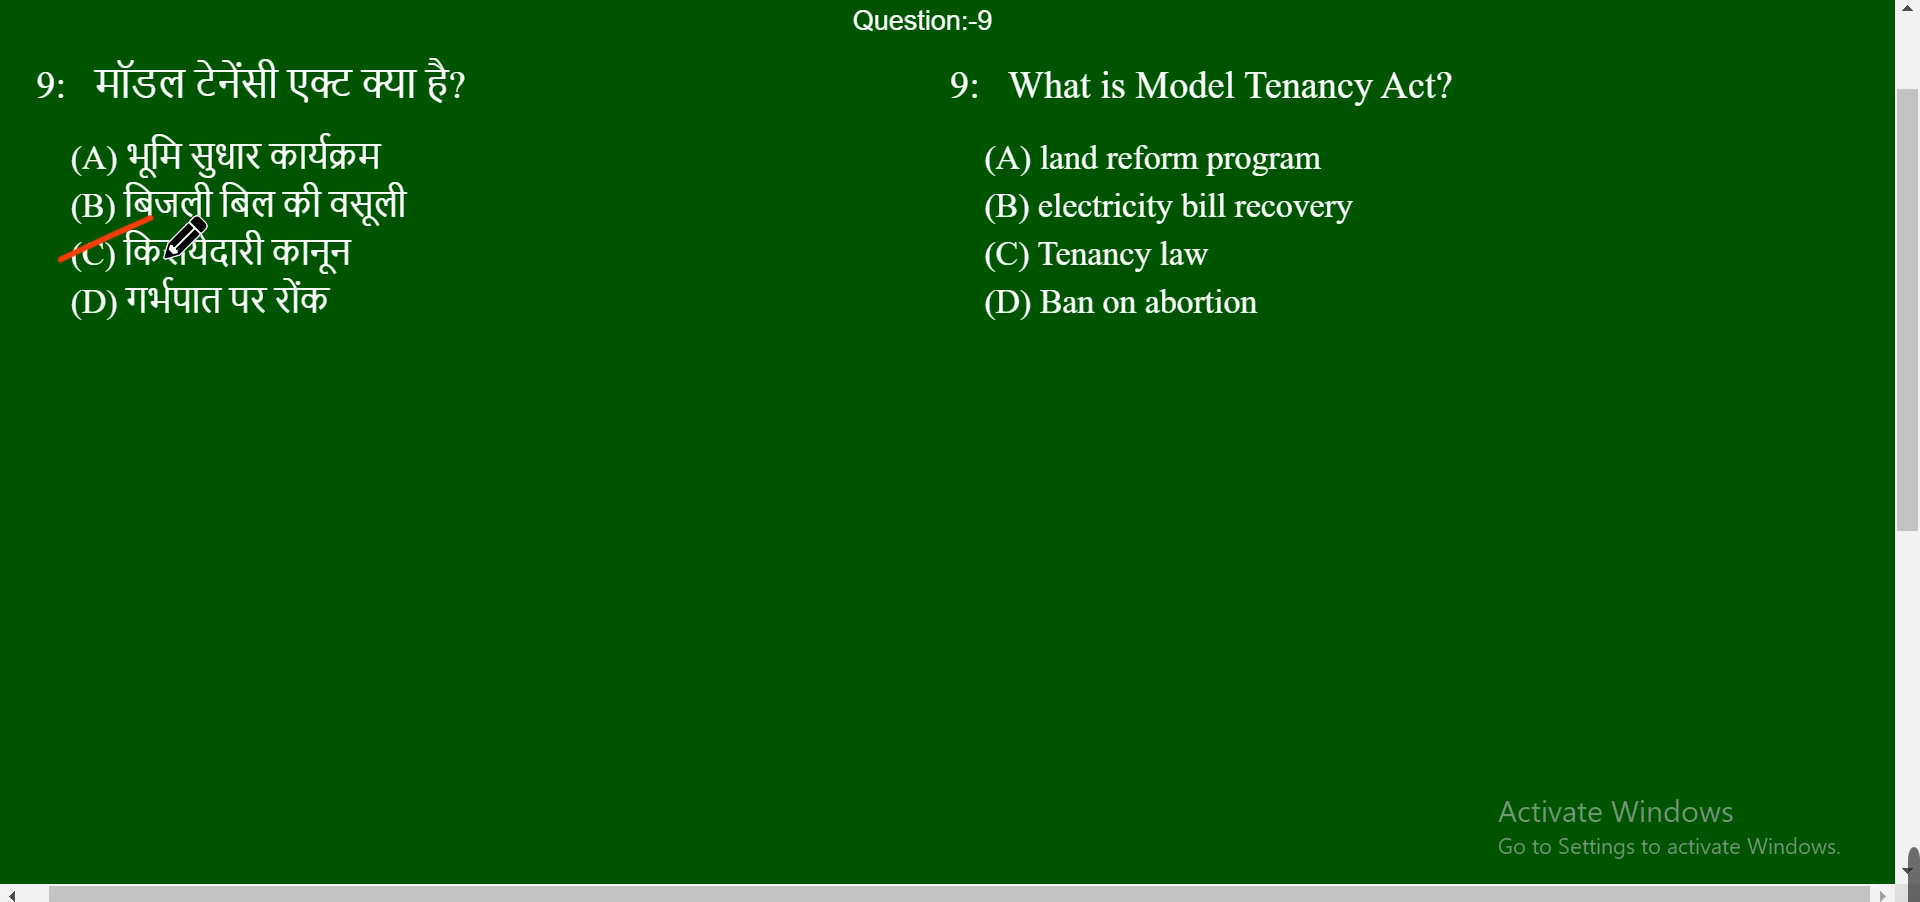 Question:-9
9: मॉडल टेनेंसी एक्ट क्या है?
(A) भूमि सुधार कार्यक्रम
(B) बिजली बिल की वसूली
(C) किरायेदारी कानून
(D) गर्भपात पर रोंक
9: What is Model Tenancy Act?
(A) land reform program
(B) electricity bill recovery
(C) Tenancy law
(D) Ban on abortion
Activate Windows
Go to Settings to activate Windows.